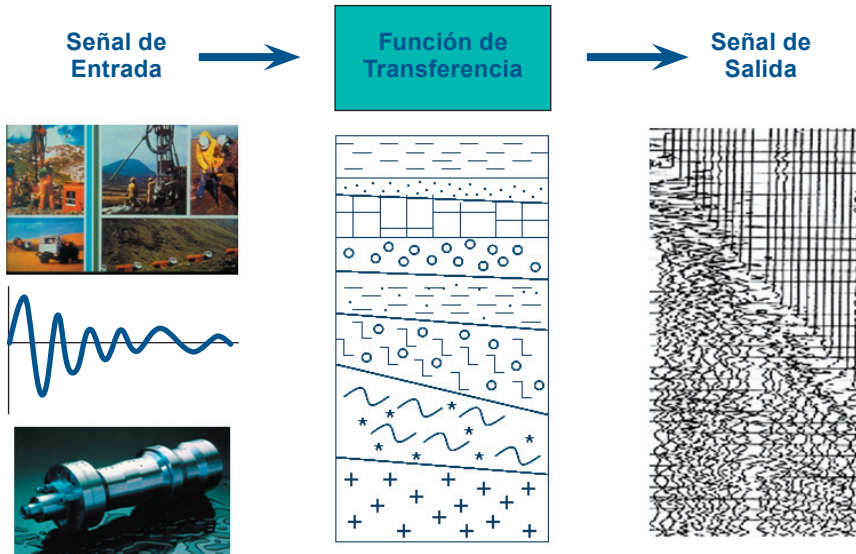 Señal de
Entrada
Función de
Transferencia
Señal de
Salida